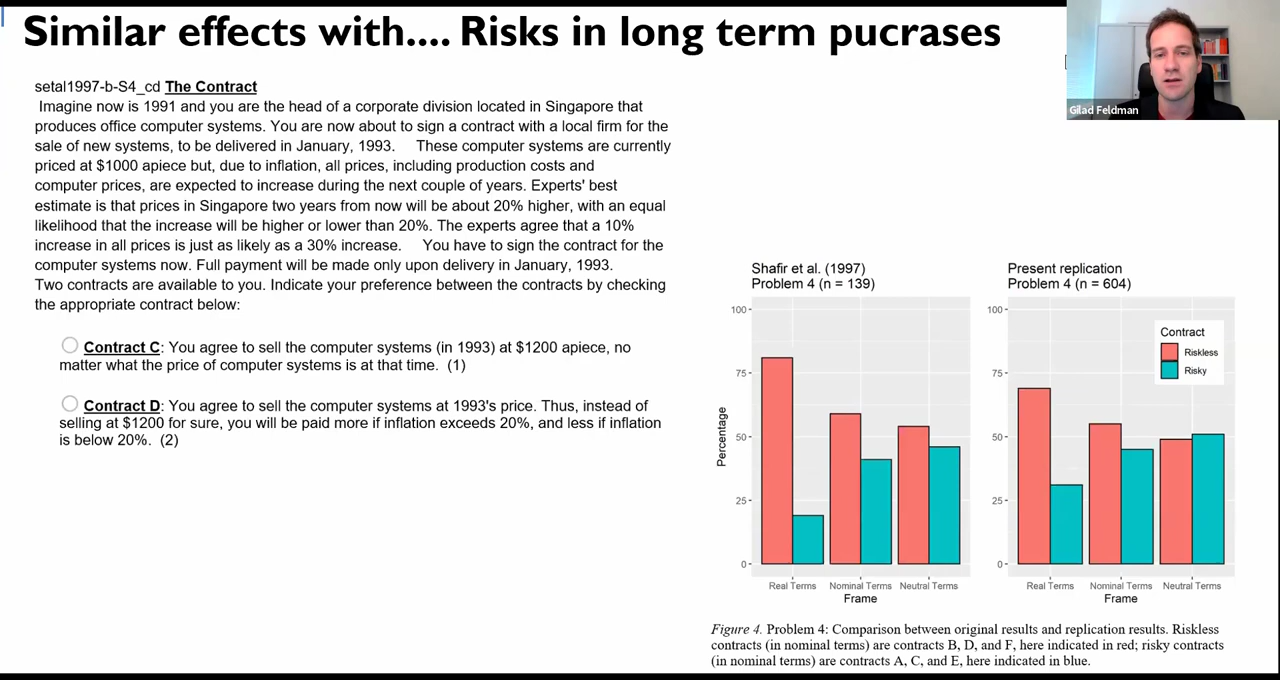 Similar effects with.... Risks in long term pucrases
Gilad Feldman
setal1997-b-S4_cd The Contract
Imagine now is 1991 and you are the head of a corporate division located in Singapore that
produces office computer systems. You are now about to sign a contract with a local firm for the
sale of new systems, to be delivered in January, 1993. These computer systems are currently
priced at $1000 apiece but, due to inflation, all prices, including production costs and
computer prices, are expected to increase during the next couple of years. Experts' best
estimate is that prices in Singapore two years from now will be about 20% higher, with an equal
likelihood that the increase will be higher or lower than 20%. The experts agree that a 10%
increase in all prices is just as likely as a 30% increase. You have to sign the contract for the
computer systems now. Full payment will be made only upon delivery in January, 1993.
Two contracts are available to you. Indicate your preference between the contracts by checking
the appropriate contract below:
Contract C: You agree to sell the computer systems (in 1993) at $1200 apiece, no
matter what the price of computer systems is at that time. (1)
Contract D: You agree to sell the computer systems at 1993's price. Thus, instead of
selling at $1200 for sure, you will be paid more if inflation exceeds 20%, and less if inflation
is below 20%. (2)
Shafir et al. (1997)
Problem 4 (n = 139)
100
75
50
25
0
Percentage
Real Terms Nominal Terms Neutral Terms
Frame
Present replication
Problem 4 (n = 604)
100
75
50
25
0
Contract
Riskless
Risky
Real Terms Nominal Terms Neutral Terms
Frame
Figure 4. Problem 4: Comparison between original results and replication results. Riskless
contracts (in nominal terms) are contracts B, D, and F, here indicated in red; risky contracts
(in nominal terms) are contracts A, C, and E, here indicated in blue.